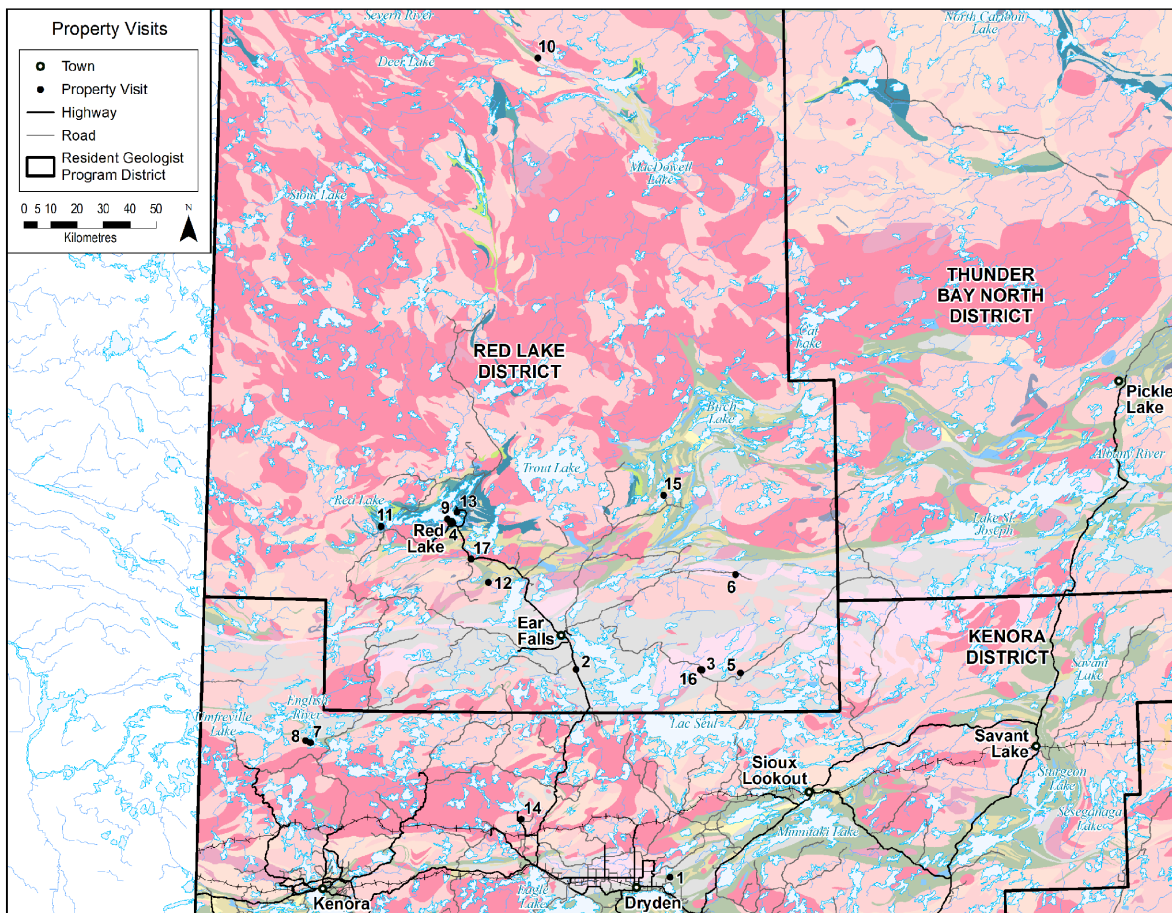 Property Visits
Town
Property Visit
Highway
Road
Resident Geologist
Program District
0 5 10 20 30 40 50
Kilometres
N
Severn River
Deer Lake
10
North Caribou
Lake
MacDowell
Lake
Stout Lake
THUNDER
BAY NORTH
DISTRICT
Cat
Lake
RED LAKE
DISTRICT
Pickle
Lake
Birch
Lake
Albany River
Trout Lake
15
Red Lake
13
9
11
Red
Lake
4
Lake St.
Joseph
17
12
6
Ear
Falls
KENORA
DISTRICT
2
3
5
16
Savant
Lake
English
River
Umfreville
Lake
Lac Seul
8
7
Savant
Lake
Sioux
Lookout
Sturgeon
Lake
14
Minnitaki Lake
Seseganaga
Lake
1
Eagle
Lake
Kenora
Dryden